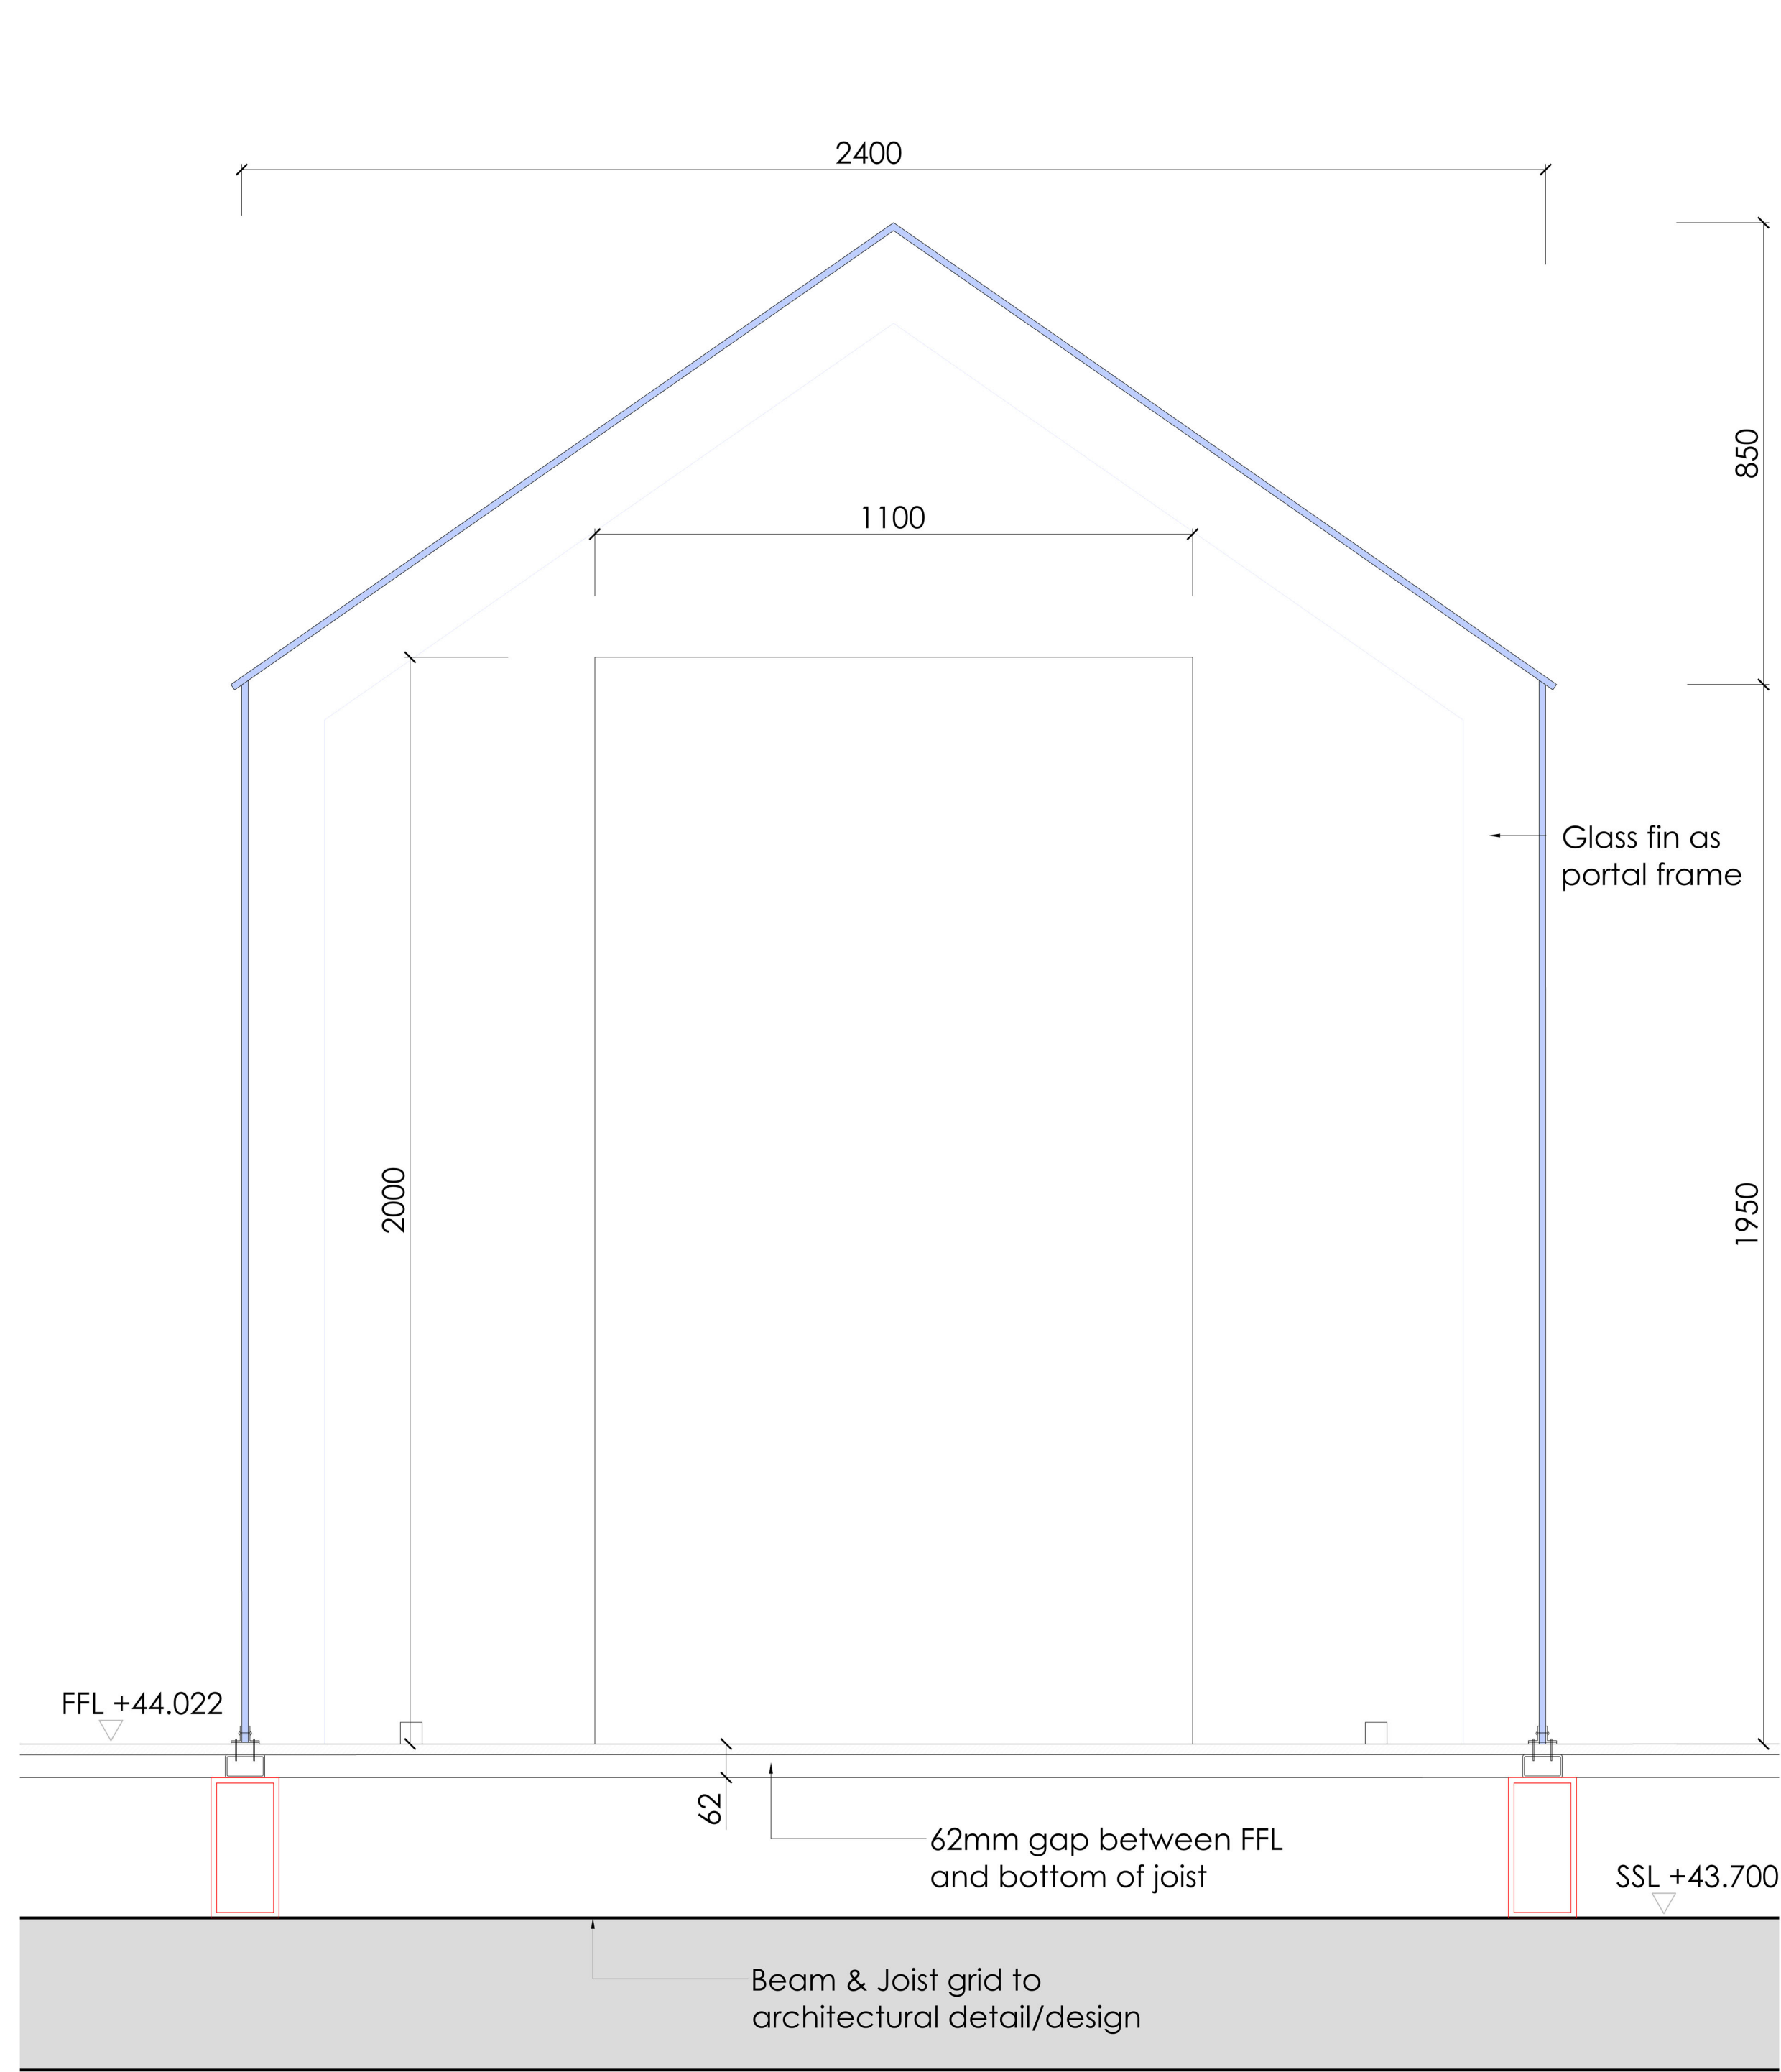 2400
850
1100
Glass fin as
portal frame
2000
1950
FFL +44.022
62
62mm gap between FFL
and bottom of joist
SSL +43.700
Beam & Joist grid to
architectural detail/design